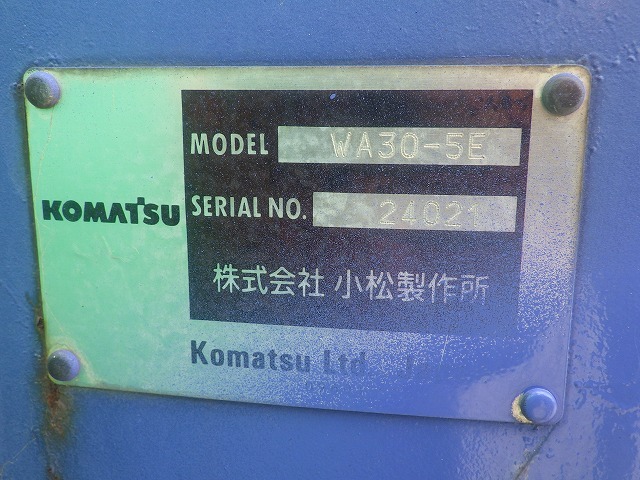 MODEL WA30-5E
KOMATSU
SERIAL NO. 24021
株式会社 小松製作所
Komatsu Ltd.